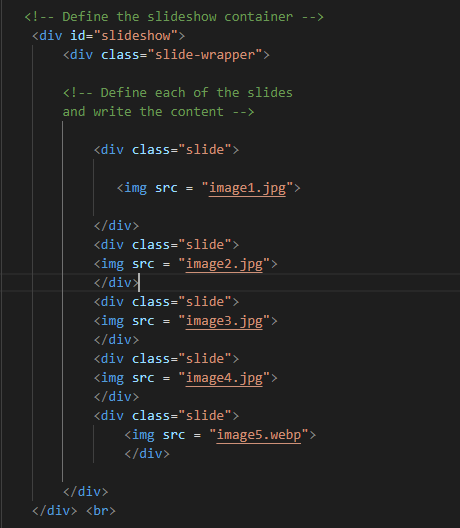 <!-- Define the slideshow container -->
<div id="slideshow">
<div class="slide-wrapper">
<!-- Define each of the slides
and write the content -->
<div class="slide">
<img src = "image1.jpg">
</div>
<div class="slide">
<img src = "image2.jpg">
</div>
<div class="slide">
<img src = "image3.jpg">
</div>
<div class="slide">
<img src = "image4.jpg">
</div>
<div class="slide">
<img src = "image5.webp">
</div>
</div>
</div> <br>